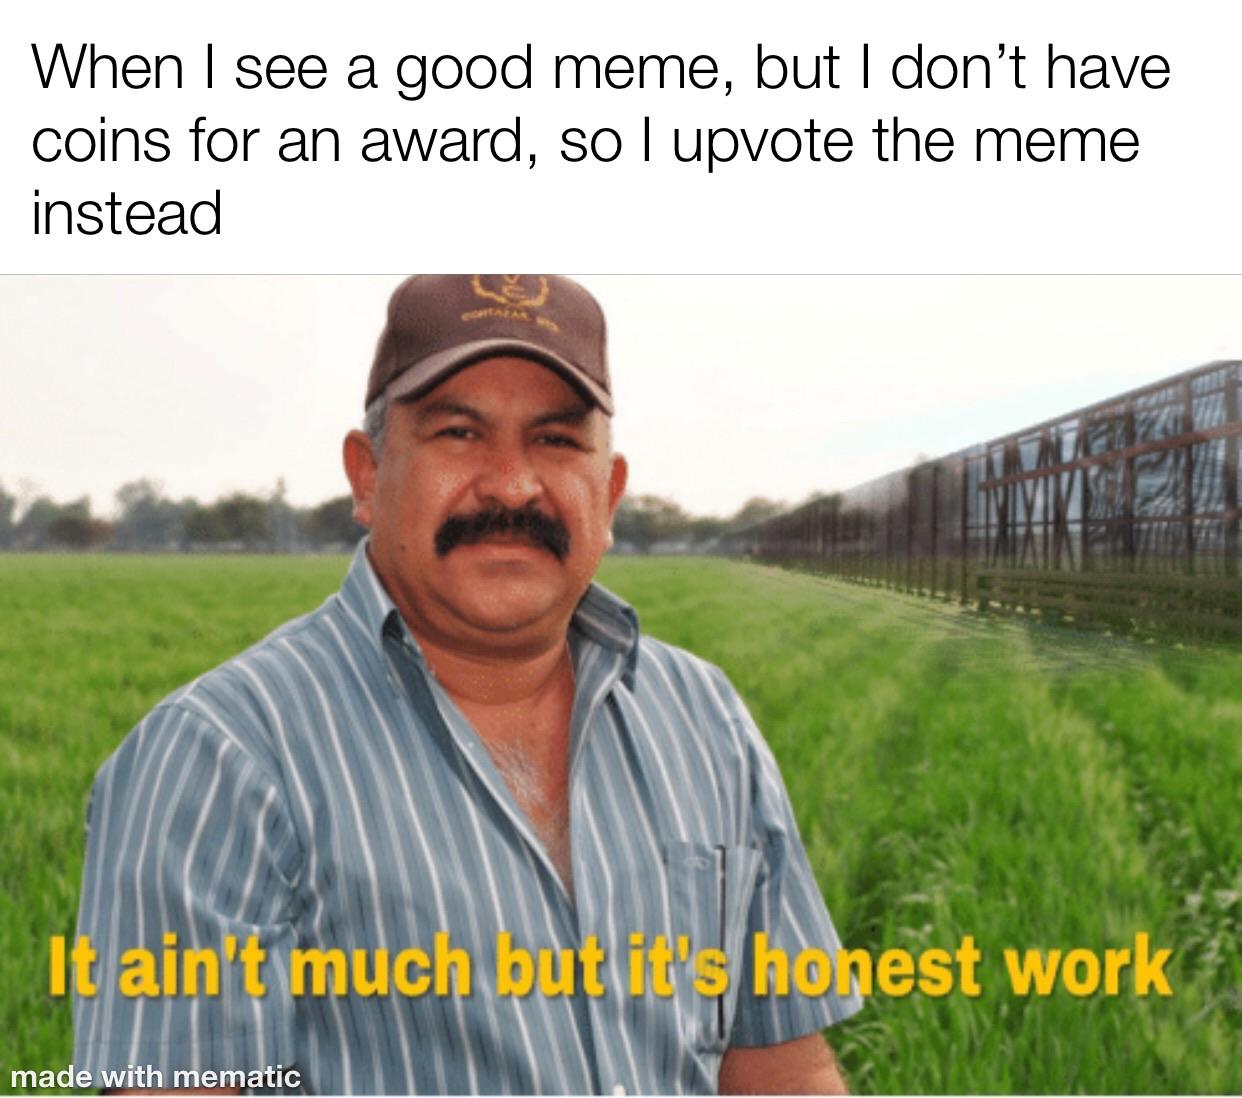 When I see a good meme, but I don’t have
coins for an award, so I upvote the meme
instead
It ain't much but it's honest work
made with mematic